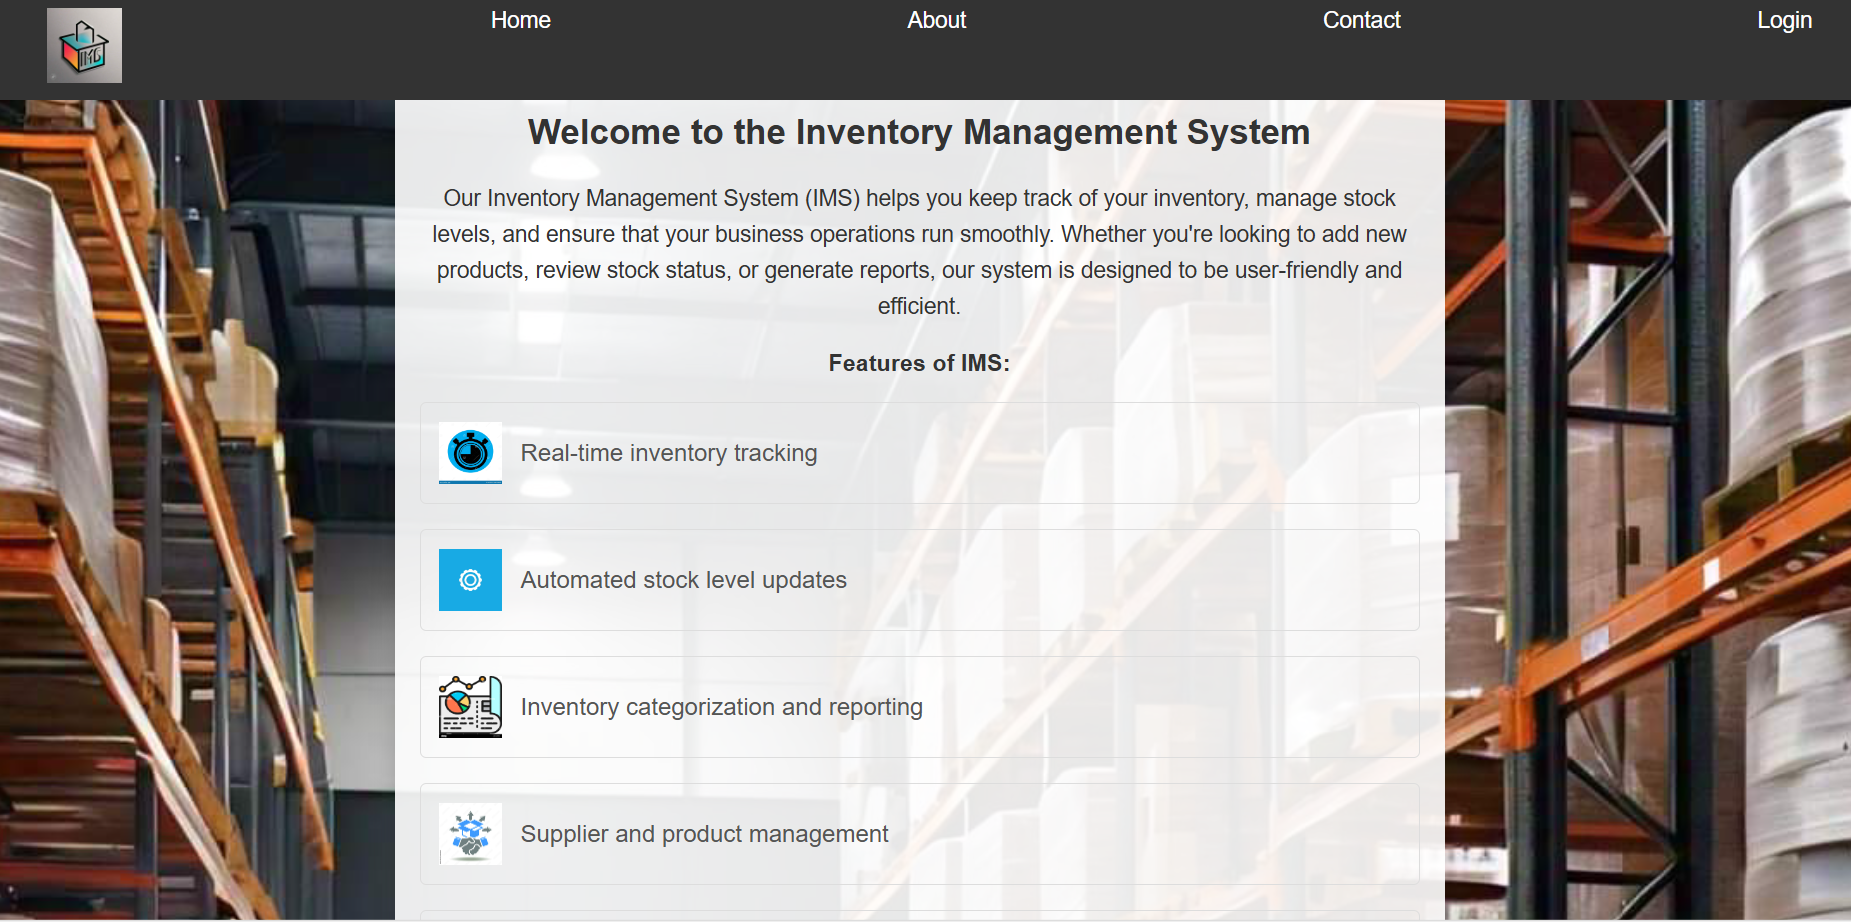 Home
About
Contact
Login
Welcome to the Inventory Management System
Our Inventory Management System (IMS) helps you keep track of your inventory, manage stock
levels, and ensure that your business operations run smoothly. Whether you're looking to add new
products, review stock status, or generate reports, our system is designed to be user-friendly and
efficient.
Features of IMS:
Real-time inventory tracking
Automated stock level updates
Inventory categorization and reporting
Supplier and product management